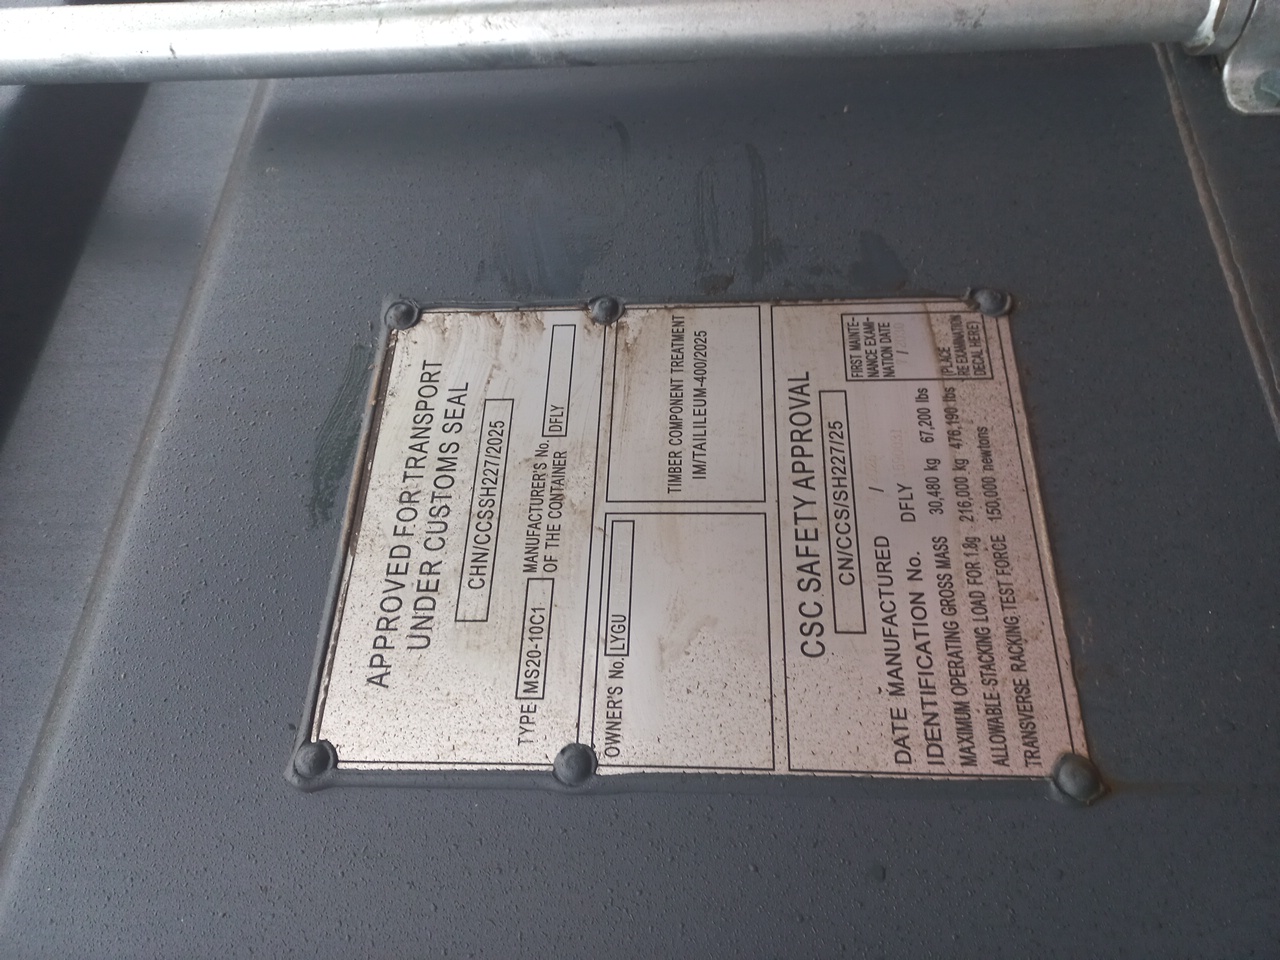 APPROVED FOR TRANSPORT
UNDER CUSTOMS SEAL
CHN/CCSSH227/2025
TYPE MS20-10C1 MANUFACTURER'S No. OF THE CONTAINER DFLY
OWNER'S No. LYGU
TIMBER COMPONENT TREATMENT
IM/TAILILEUM-400/2025
CSC SAFETY APPROVAL
CN/CCS/SH227/25
DATE MANUFACTURED /
IDENTIFICATION No. DFLY
MAXIMUM OPERATING GROSS MASS 30,480 kg 67,200 lbs
ALLOWABLE-STACKING LOAD FOR 1.8g 216,000 kg 476,190 lbs
TRANSVERSE RACKING TEST FORCE 150,000 newtons
FIRST MAINTE-
NANCE EXAMI-
NATION DATE
/
PLACE
RE EXAMINATION
DECAL HERE)